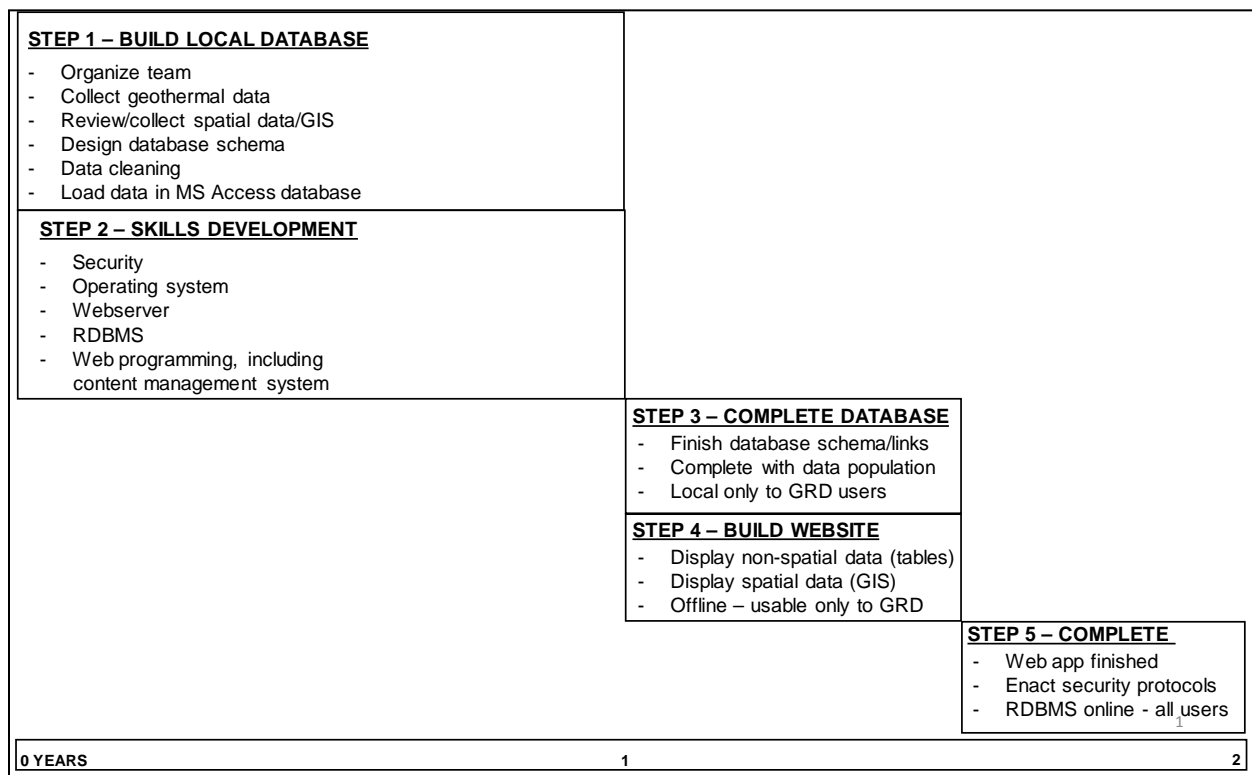 STEP 1 – BUILD LOCAL DATABASE
- Organize team
- Collect geothermal data
- Review/collect spatial data/GIS
- Design database schema
- Data cleaning
- Load data in MS Access database
STEP 2 – SKILLS DEVELOPMENT
- Security
- Operating system
- Webserver
- RDBMS
- Web programming, including
content management system
STEP 3 – COMPLETE DATABASE
- Finish database schema/links
- Complete with data population
- Local only to GRD users
STEP 4 – BUILD WEBSITE
- Display non-spatial data (tables)
- Display spatial data (GIS)
- Offline – usable only to GRD
STEP 5 – COMPLETE
- Web app finished
- Enact security protocols
- RDBMS online - all users
1
0 YEARS 1 2